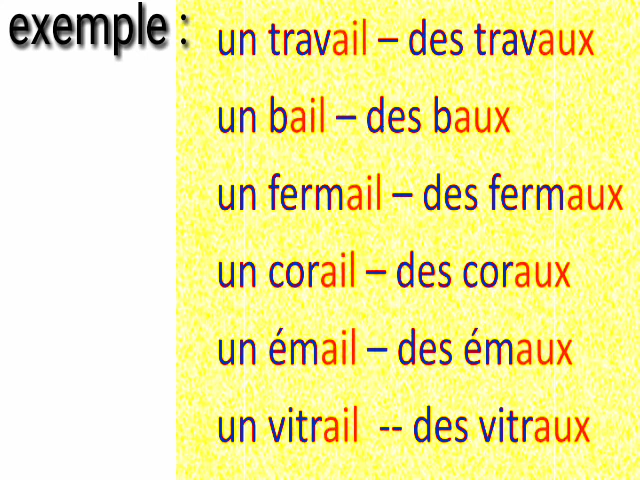 exemple :
un travail – des travaux
un bail – des baux
un fermail – des fermaux
un corail – des coraux
un émail – des émaux
un vitrail -- des vitraux